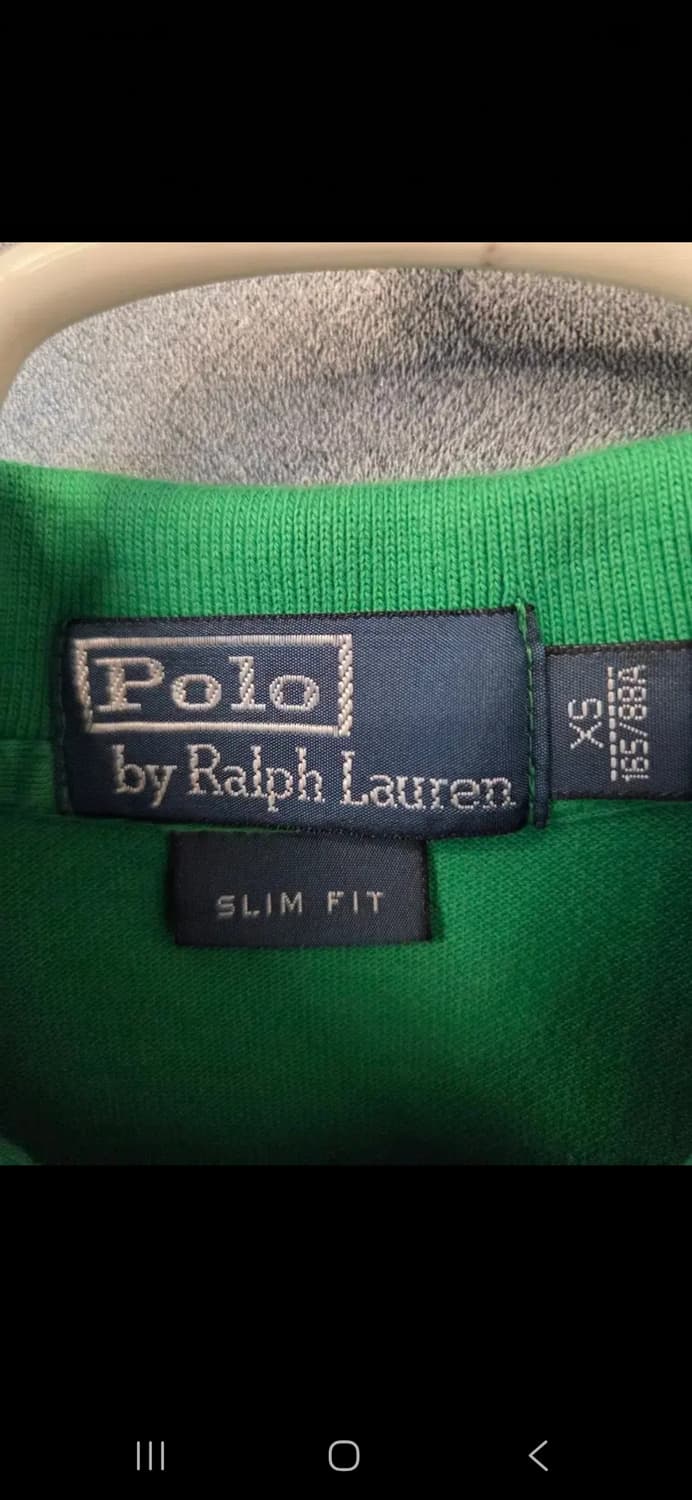 Polo
by Ralph Lauren
XS
165/88A
SLIM FIT